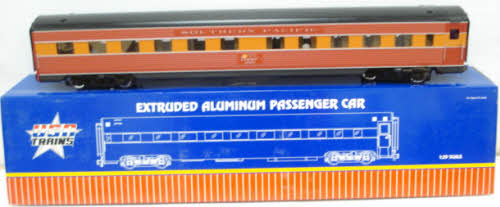 SOUTHERN PACIFIC
EXTRUDED ALUMINUM PASSENGER CAR
USA
TRAINS
1:29 SCALE